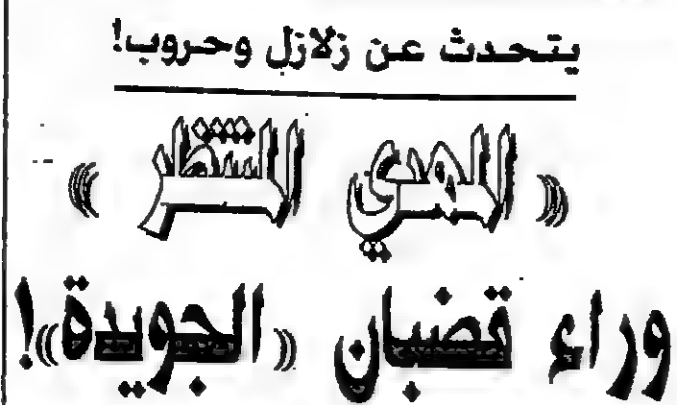 يتحدث عن زلازل وحروب!
«المهدي المنتظر»
وراء قضبان «الجويدة»!